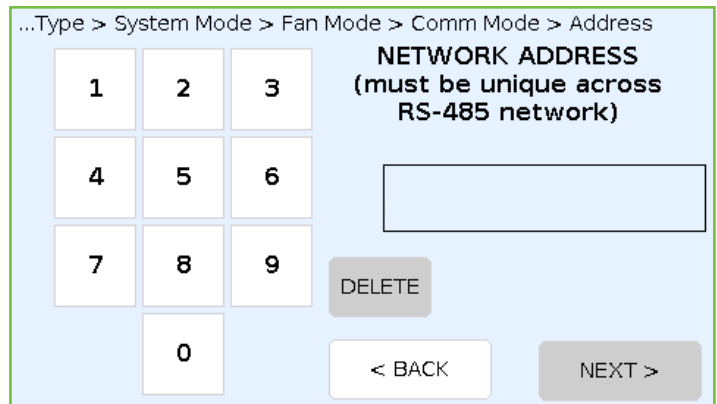 ...Type > System Mode > Fan Mode > Comm Mode > Address
NETWORK ADDRESS
(must be unique across
RS-485 network)
1 2 3
4 5 6
7 8 9
0
DELETE
< BACK NEXT >